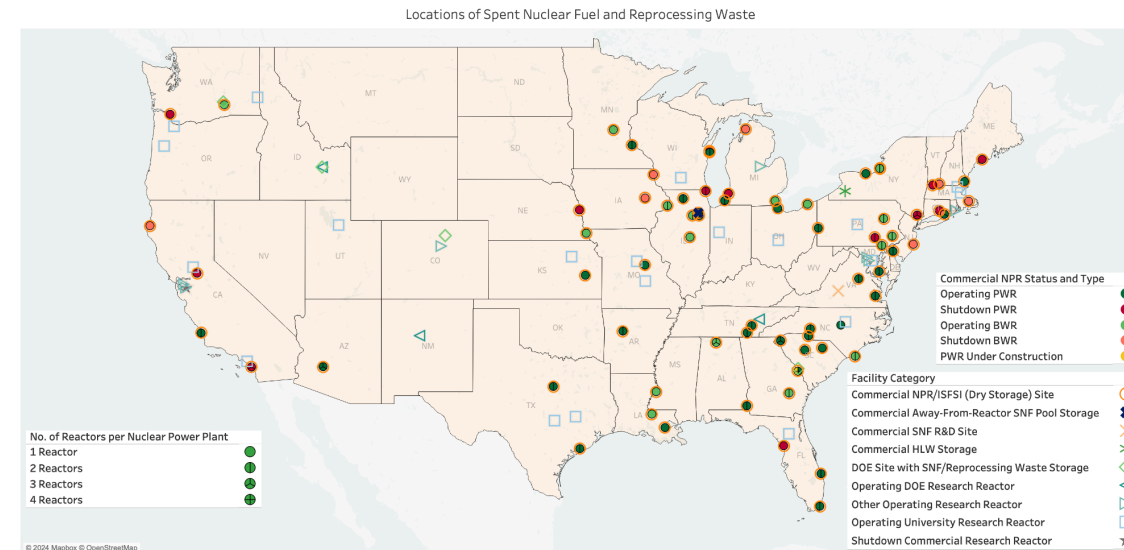 Locations of Spent Nuclear Fuel and Reprocessing Waste
WA
MT
ND
MN
ME
OR
ID
SD
WI
VT
NH
NY
MA
WY
MI
NE
IA
PA
NV
UT
CO
IN
OH
KS
MO
WV
VA
CA
KY
TN
NC
OK
AR
AZ
NM
MS
AL
GA
TX
LA
FL
Commercial NPR Status and Type
Operating PWR
Shutdown PWR
Operating BWR
Shutdown BWR
PWR Under Construction
Facility Category
Commercial NPR/ISFSI (Dry Storage) Site
Commercial Away-From-Reactor SNF Pool Storage
Commercial SNF R&D Site
Commercial HLW Storage
DOE Site with SNF/Reprocessing Waste Storage
Operating DOE Research Reactor
Other Operating Research Reactor
Operating University Research Reactor
Shutdown Commercial Research Reactor
No. of Reactors per Nuclear Power Plant
1 Reactor
2 Reactors
3 Reactors
4 Reactors
© 2024 Mapbox © OpenStreetMap